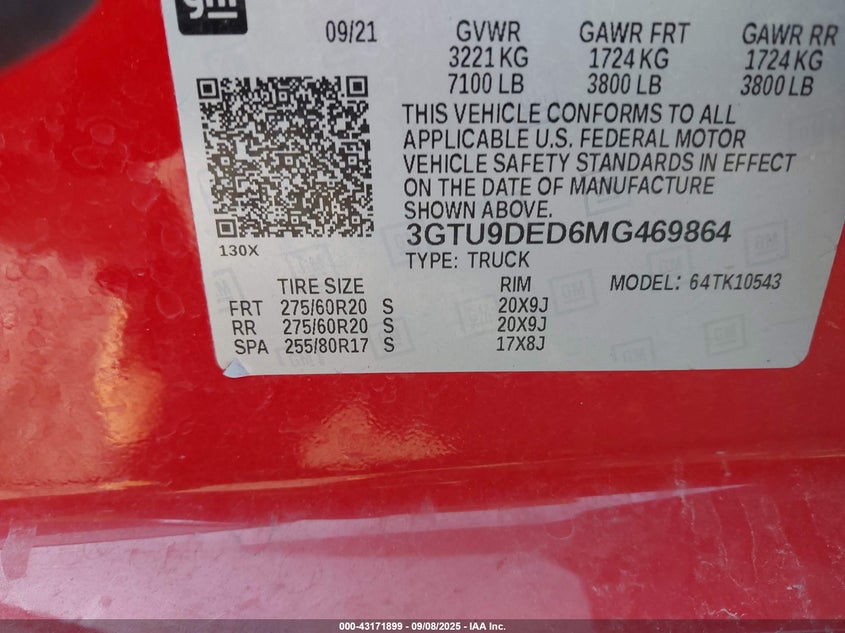 gm
09/21 GVWR GAWR FRT GAWR RR
3221 KG 1724 KG 1724 KG
7100 LB 3800 LB 3800 LB
THIS VEHICLE CONFORMS TO ALL
APPLICABLE U.S. FEDERAL MOTOR
VEHICLE SAFETY STANDARDS IN EFFECT
ON THE DATE OF MANUFACTURE
SHOWN ABOVE.
130X
3GTU9DED6MG469864
TYPE: TRUCK
TIRE SIZE RIM MODEL: 64TK10543
FRT 275/60R20 S 20X9J
RR 275/60R20 S 20X9J
SPA 255/80R17 S 17X8J
000-43171899 - 09/08/2025 - IAA Inc.